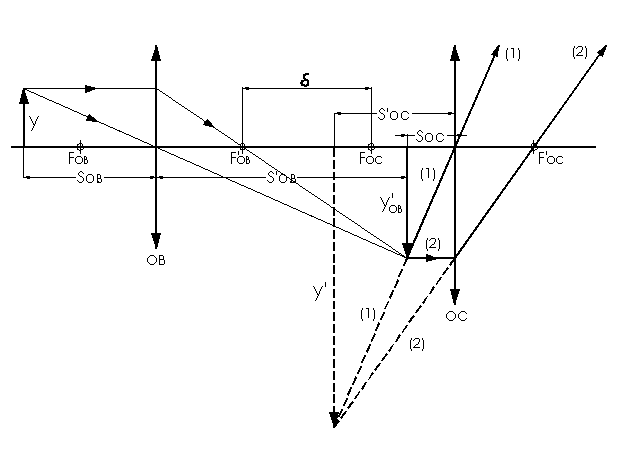 (1)
(2)
δ
S'OC
SOC
y
FOB
F'OB
FOC
F'OC
SOB
S'OB
(1)
y'OB
(2)
OB
y'
(1)
OC
(2)